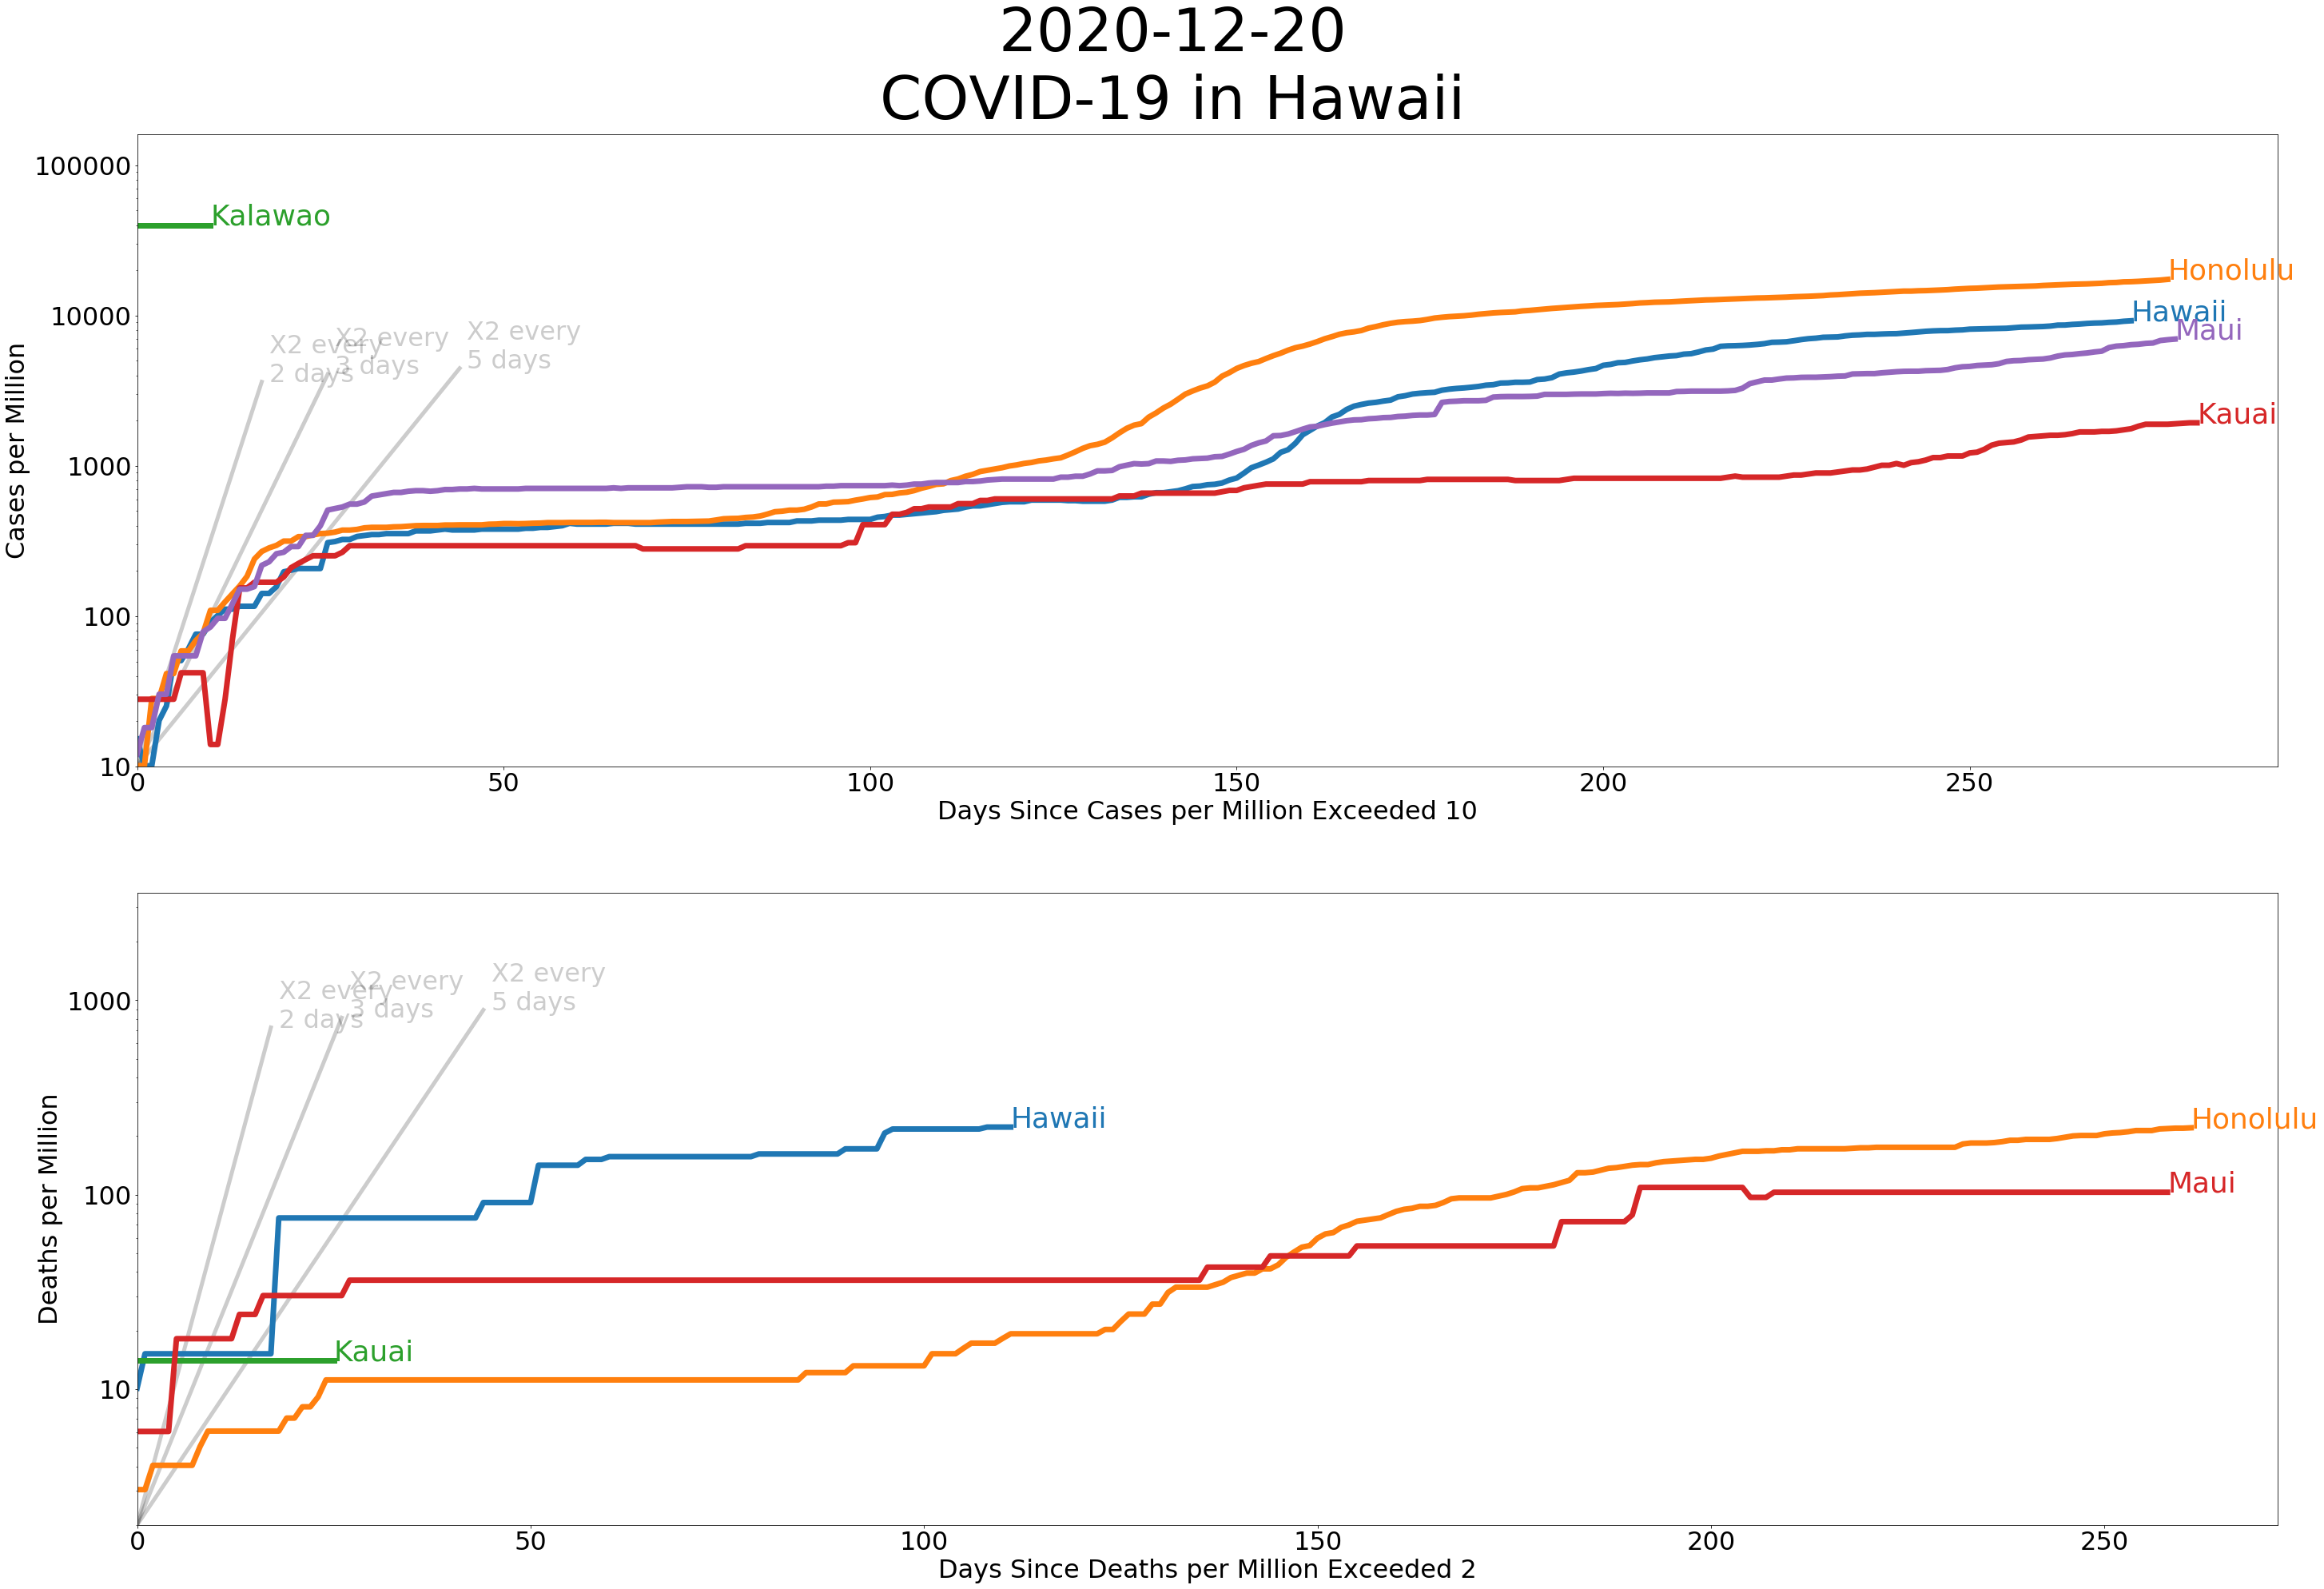 2020-12-20
COVID-19 in Hawaii
100000
10000
1000
100
10
Cases per Million
Kalawao
X2 every
2 days
X2 every
3 days
X2 every
5 days
Honolulu
Hawaii
Maui
Kauai
0
50
100
150
200
250
Days Since Cases per Million Exceeded 10
1000
100
10
Deaths per Million
X2 every
2 days
X2 every
3 days
X2 every
5 days
Hawaii
Honolulu
Maui
Kauai
0
50
100
150
200
250
Days Since Deaths per Million Exceeded 2